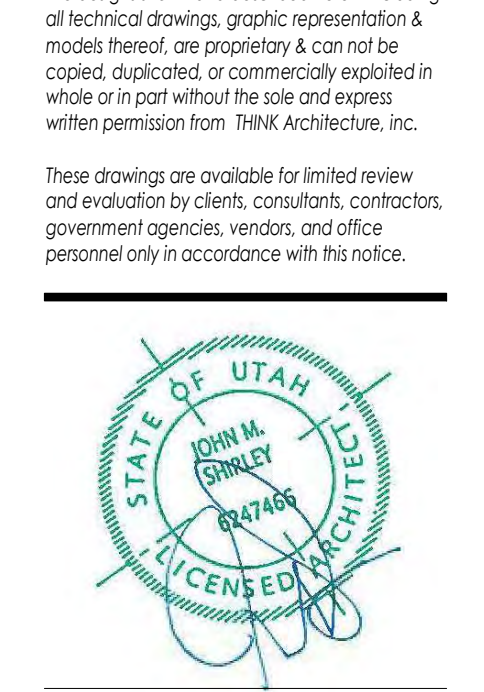 all technical drawings, graphic representation &
models thereof, are proprietary & can not be
copied, duplicated, or commercially exploited in
whole or in part without the sole and express
written permission from THINK Architecture, inc.
These drawings are available for limited review
and evaluation by clients, consultants, contractors,
government agencies, vendors, and office
personnel only in accordance with this notice.
STATE OF UTAH
JOHN M.
SHIRLEY
6247466
LICENSED ARCHITECT